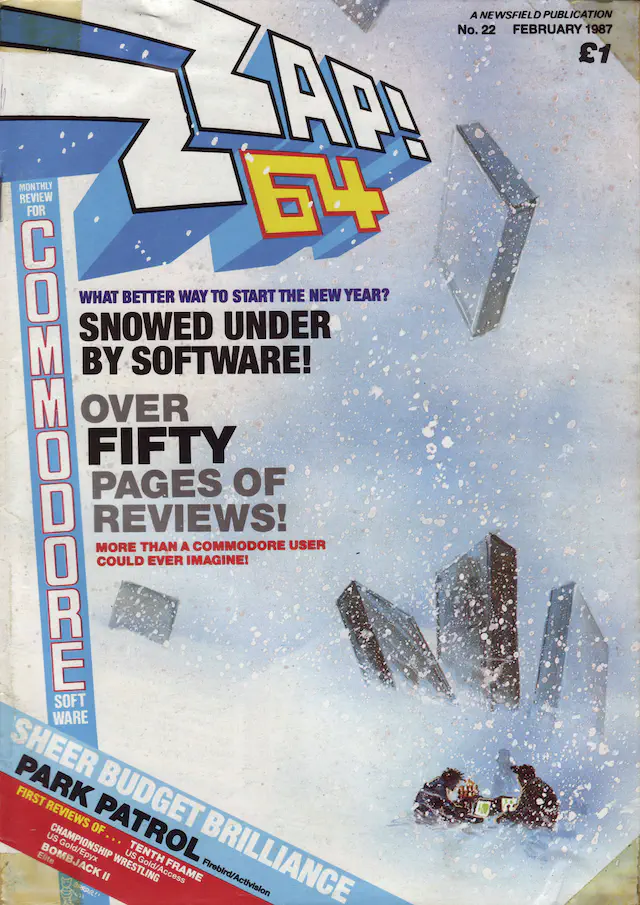 A NEWSFIELD PUBLICATION
No. 22 FEBRUARY 1987
£1
ZZAP!
64
MONTHLY
REVIEW
FOR
COMMODORE
SOFT
WARE
WHAT BETTER WAY TO START THE NEW YEAR?
SNOWED UNDER
BY SOFTWARE!
OVER
FIFTY
PAGES OF
REVIEWS!
MORE THAN A COMMODORE USER
COULD EVER IMAGINE!
SHEER BUDGET BRILLIANCE
PARK PATROL Firebird/Activision
FIRST REVIEWS OF . . . TENTH FRAME
US Gold/Access
CHAMPIONSHIP WRESTLING
US Gold/Epyx
BOMBJACK II
Elite